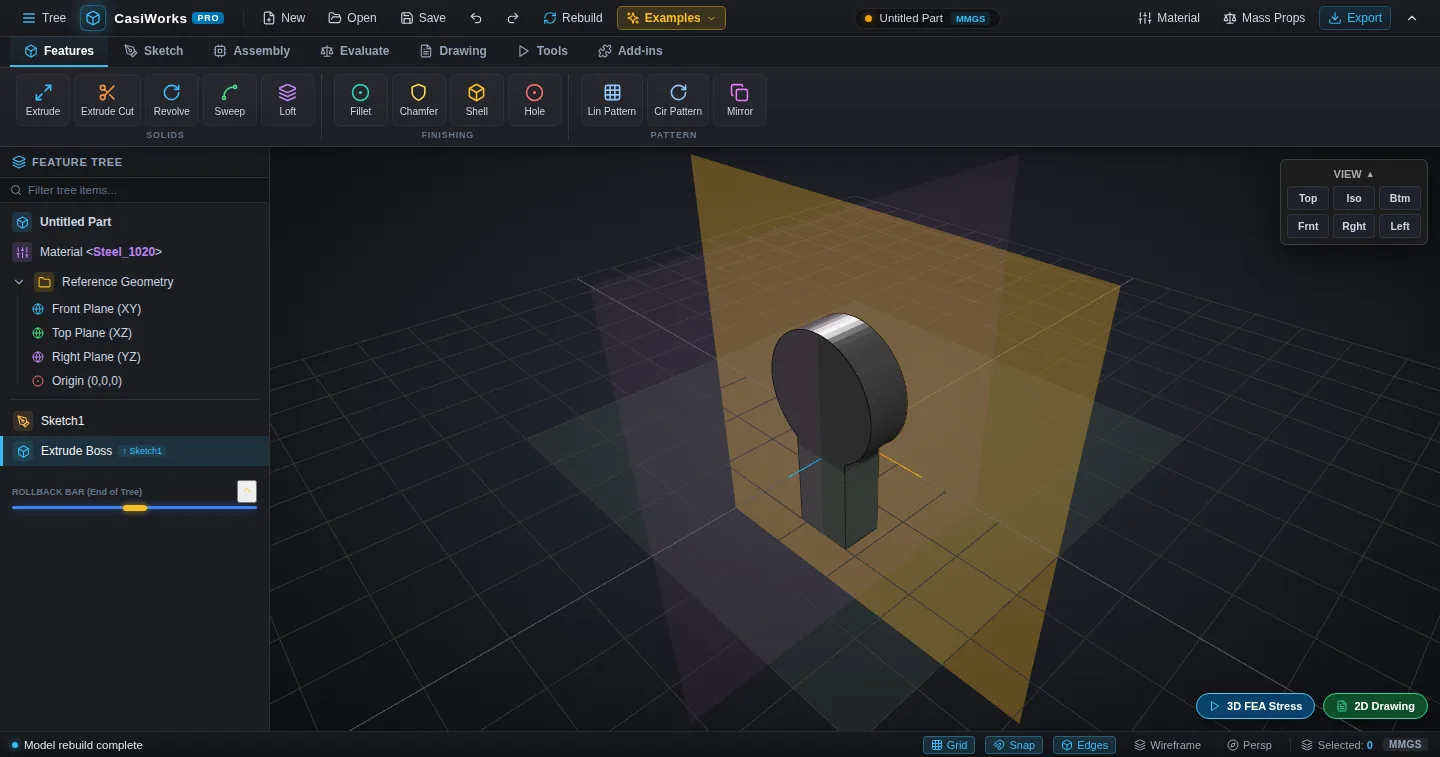 Tree CasiWorks PRO New Open Save Rebuild Examples Untitled Part MMGS Material Mass Props Export
Features Sketch Assembly Evaluate Drawing Tools Add-ins
Extrude Extrude Cut Revolve Sweep Loft Fillet Chamfer Shell Hole Lin Pattern Cir Pattern Mirror
SOLIDS FINISHING PATTERN
FEATURE TREE
Filter tree items...
Untitled Part
Material <Steel_1020>
Reference Geometry
Front Plane (XY)
Top Plane (XZ)
Right Plane (YZ)
Origin (0,0,0)
Sketch1
Extrude Boss ↑ Sketch1
ROLLBACK BAR (End of Tree)
VIEW ▲
Top Iso Btm
Frnt Rght Left
3D FEA Stress 2D Drawing
Model rebuild complete Grid Snap Edges Wireframe Persp Selected: 0 MMGS